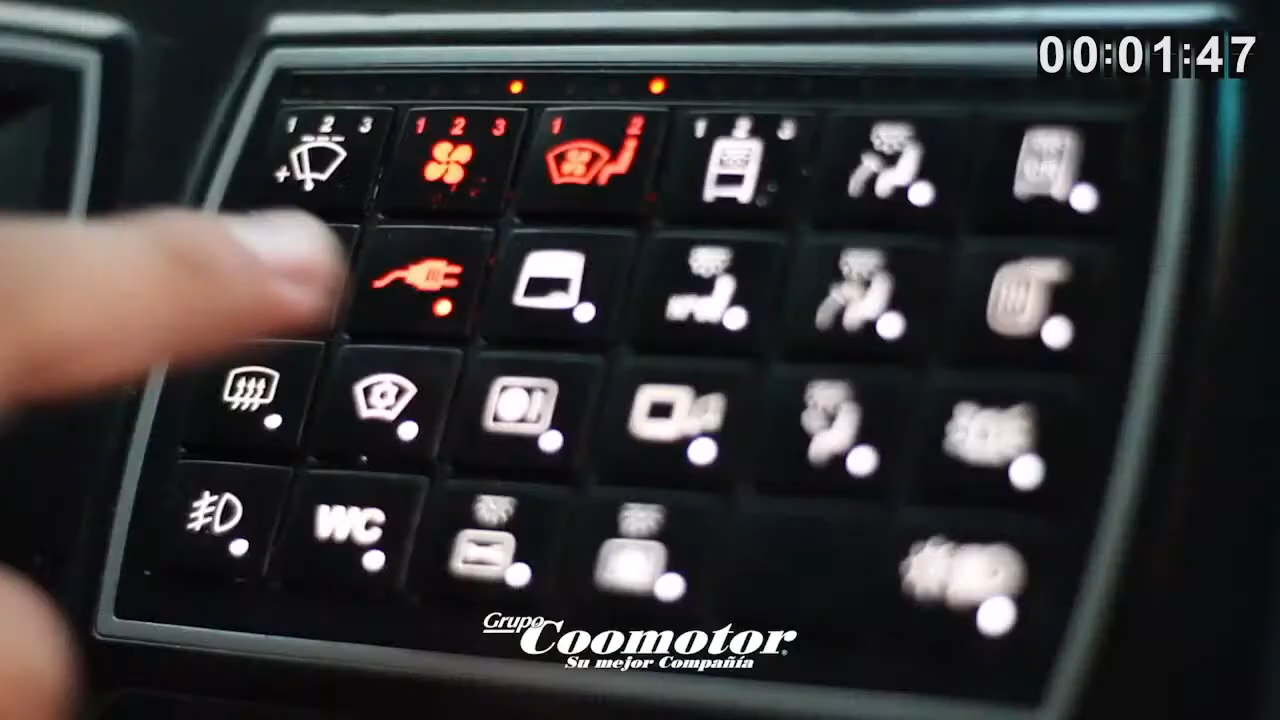 00:01:47
1 2 3
1 2 3
1 2
1 2 3
WC
Grupo
Coomotor
Su mejor Compañía